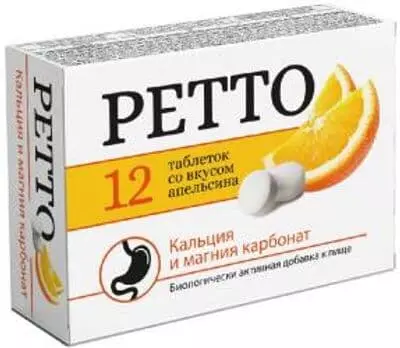 РЕТТО
12
таблеток
со вкусом
апельсина
Кальция
и магния карбонат
Биологически активная добавка к пище
РЕТТО
Кальция и магния карбонат